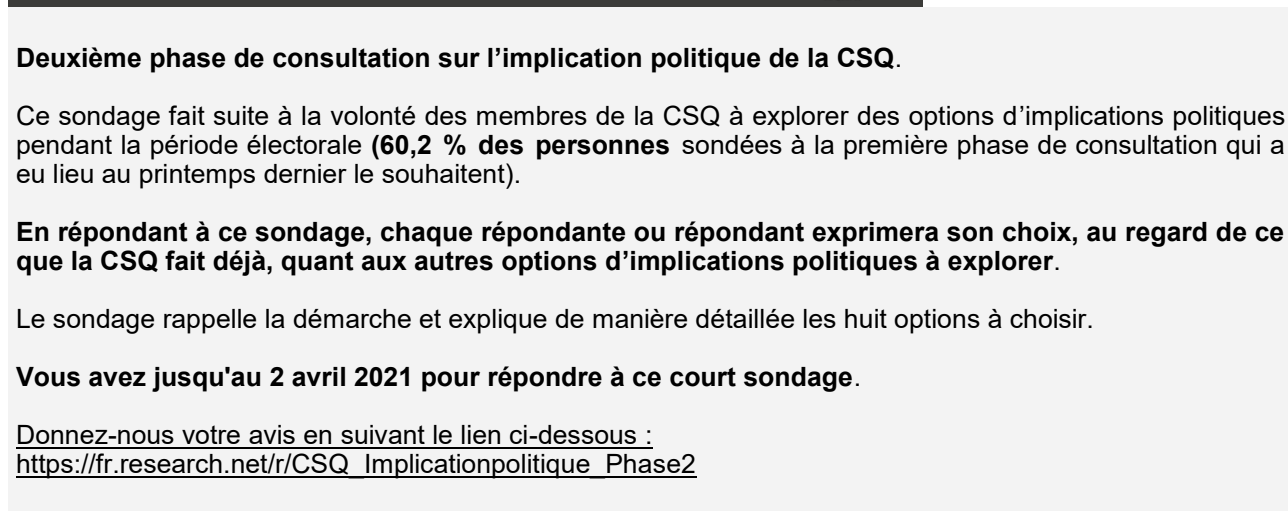 Deuxième phase de consultation sur l’implication politique de la CSQ.
Ce sondage fait suite à la volonté des membres de la CSQ à explorer des options d’implications politiques
pendant la période électorale (60,2 % des personnes sondées à la première phase de consultation qui a
eu lieu au printemps dernier le souhaitent).
En répondant à ce sondage, chaque répondante ou répondant exprimera son choix, au regard de ce
que la CSQ fait déjà, quant aux autres options d’implications politiques à explorer.
Le sondage rappelle la démarche et explique de manière détaillée les huit options à choisir.
Vous avez jusqu'au 2 avril 2021 pour répondre à ce court sondage.
Donnez-nous votre avis en suivant le lien ci-dessous :
https://fr.research.net/r/CSQ_Implicationpolitique_Phase2